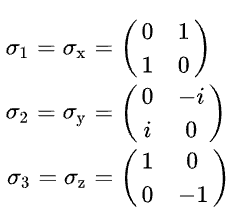 σ₁ = σₓ = ( 0 1 )
( 1 0 )
σ₂ = σᵧ = ( 0 −i )
( i 0 )
σ₃ = σ_z = ( 1 0 )
( 0 −1 )